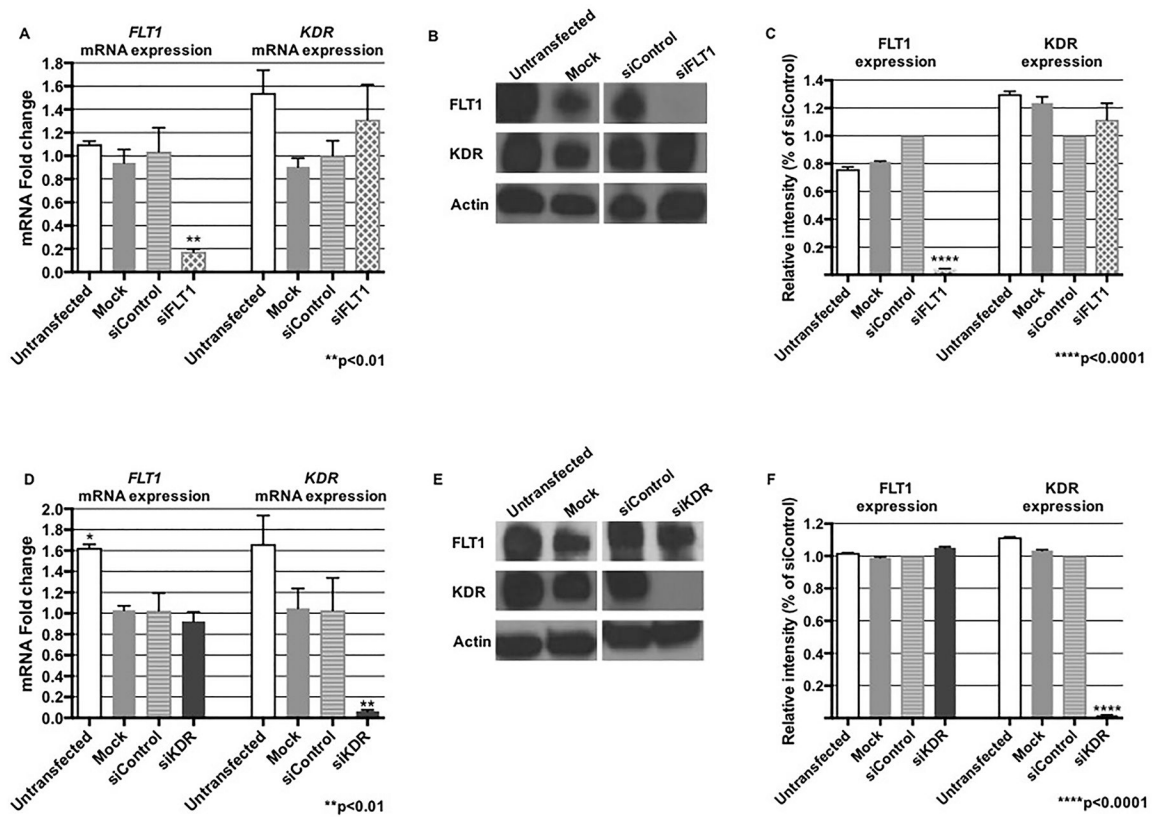 A
FLT1
mRNA expression
KDR
mRNA expression
mRNA Fold change
1.8
1.6
1.4
1.2
1.0
0.8
0.6
0.4
0.2
0.0
**
Untransfected
Mock
siControl
siFLT1
Untransfected
Mock
siControl
siFLT1
**p<0.01
B
Untransfected
Mock
siControl
siFLT1
FLT1
KDR
Actin
C
FLT1
expression
KDR
expression
Relative intensity (% of siControl)
1.4
1.2
1.0
0.8
0.6
0.4
0.2
****
Untransfected
Mock
siControl
siFLT1
Untransfected
Mock
siControl
siFLT1
****p<0.0001
D
FLT1
mRNA expression
KDR
mRNA expression
mRNA Fold change
2.0
1.8
1.6
1.4
1.2
1.0
0.8
0.6
0.4
0.2
0.0
*
**
Untransfected
Mock
siControl
siKDR
Untransfected
Mock
siControl
siKDR
**p<0.01
E
Untransfected
Mock
siControl
siKDR
FLT1
KDR
Actin
F
FLT1
expression
KDR
expression
Relative intensity (% of siControl)
1.2
1.0
0.8
0.6
0.4
0.2
****
Untransfected
Mock
siControl
siKDR
Untransfected
Mock
siControl
siKDR
****p<0.0001